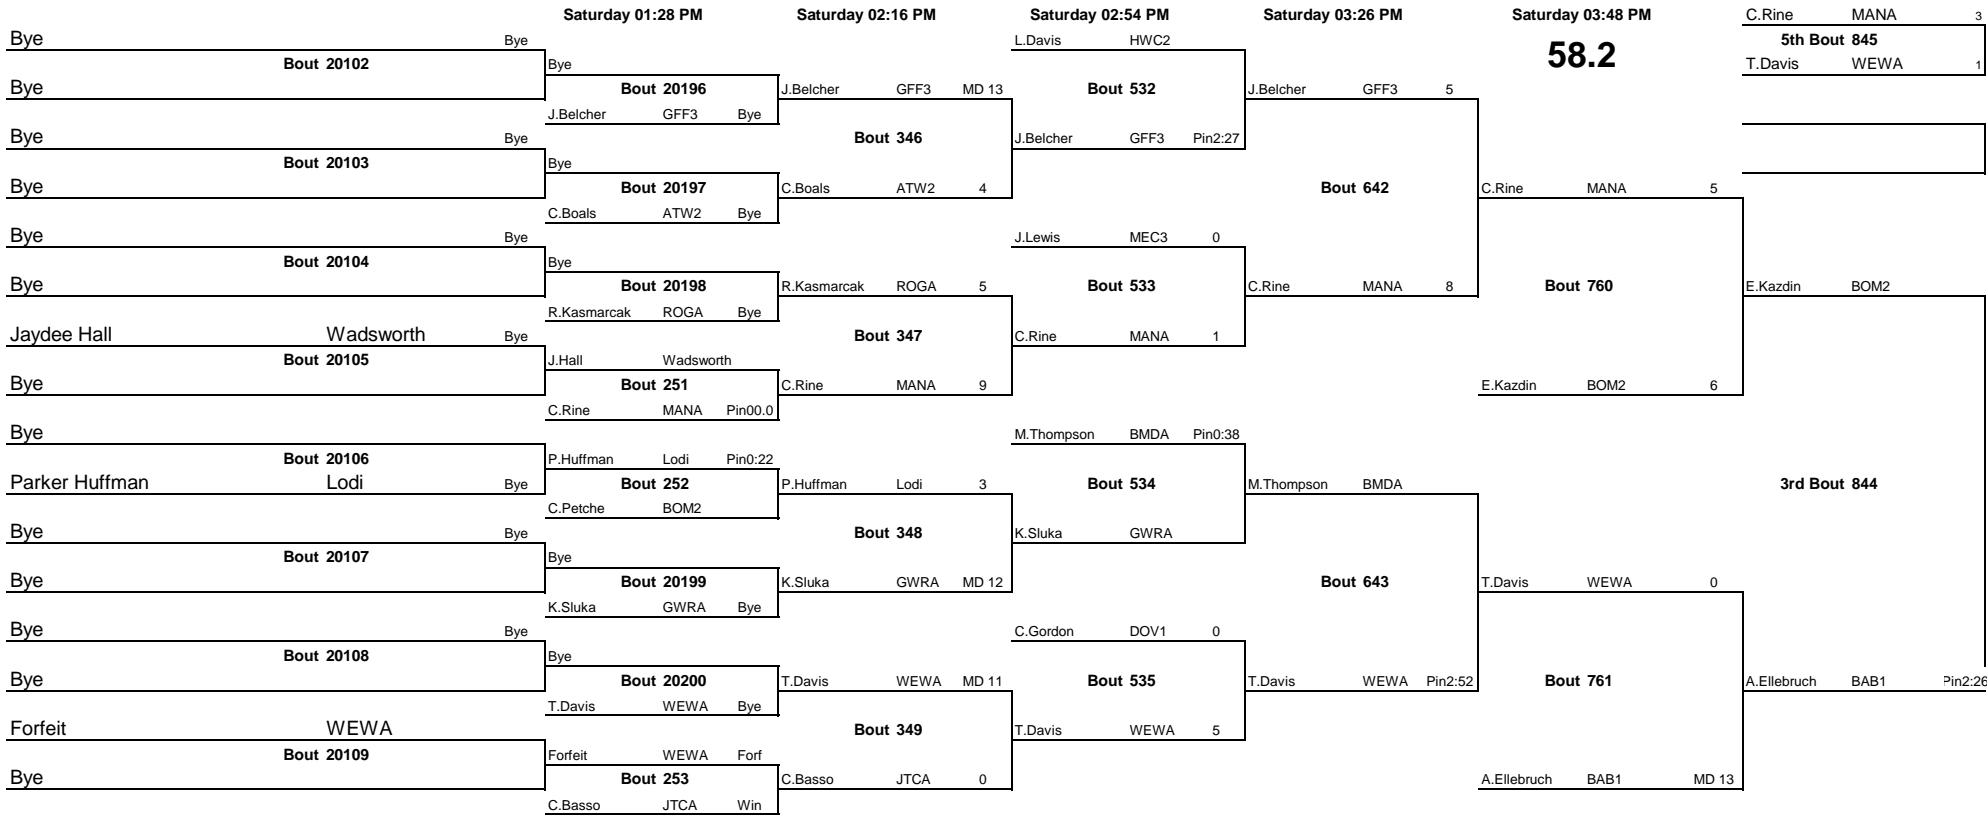 Saturday 01:28 PM Saturday 02:16 PM Saturday 02:54 PM Saturday 03:26 PM Saturday 03:48 PM C.Rine MANA 3
Bye Bye L.Davis HWC2 58.2 5th Bout 845
Bout 20102 Bye T.Davis WEWA 1
Bye Bout 20196 J.Belcher GFF3 MD 13 Bout 532 J.Belcher GFF3 5
J.Belcher GFF3 Bye
Bye Bye Bout 346 J.Belcher GFF3 Pin2:27
Bout 20103 Bye
Bye Bout 20197 C.Boals ATW2 4 Bout 642 C.Rine MANA 5
C.Boals ATW2 Bye
Bye Bye J.Lewis MEC3 0
Bout 20104 Bye
Bye Bout 20198 R.Kasmarcak ROGA 5 Bout 533 C.Rine MANA 8 Bout 760 E.Kazdin BOM2
R.Kasmarcak ROGA Bye
Jaydee Hall Wadsworth Bye Bout 347 C.Rine MANA 1
Bout 20105 J.Hall Wadsworth
Bye Bout 251 C.Rine MANA 9 E.Kazdin BOM2 6
C.Rine MANA Pin00.0
Bye M.Thompson BMDA Pin0:38
Bout 20106 P.Huffman Lodi Pin0:22
Parker Huffman Lodi Bye Bout 252 P.Huffman Lodi 3 Bout 534 M.Thompson BMDA 3rd Bout 844
C.Petche BOM2
Bye Bye Bout 348 K.Sluka GWRA
Bout 20107 Bye
Bye Bout 20199 K.Sluka GWRA MD 12 Bout 643 T.Davis WEWA 0
K.Sluka GWRA Bye
Bye Bye C.Gordon DOV1 0
Bout 20108 Bye
Bye Bout 20200 T.Davis WEWA MD 11 Bout 535 T.Davis WEWA Pin2:52 Bout 761 A.Ellebruch BAB1 Pin2:26
T.Davis WEWA Bye
Forfeit WEWA Bout 349 T.Davis WEWA 5
Bout 20109 Forfeit WEWA Forf
Bye Bout 253 C.Basso JTCA 0 A.Ellebruch BAB1 MD 13
C.Basso JTCA Win